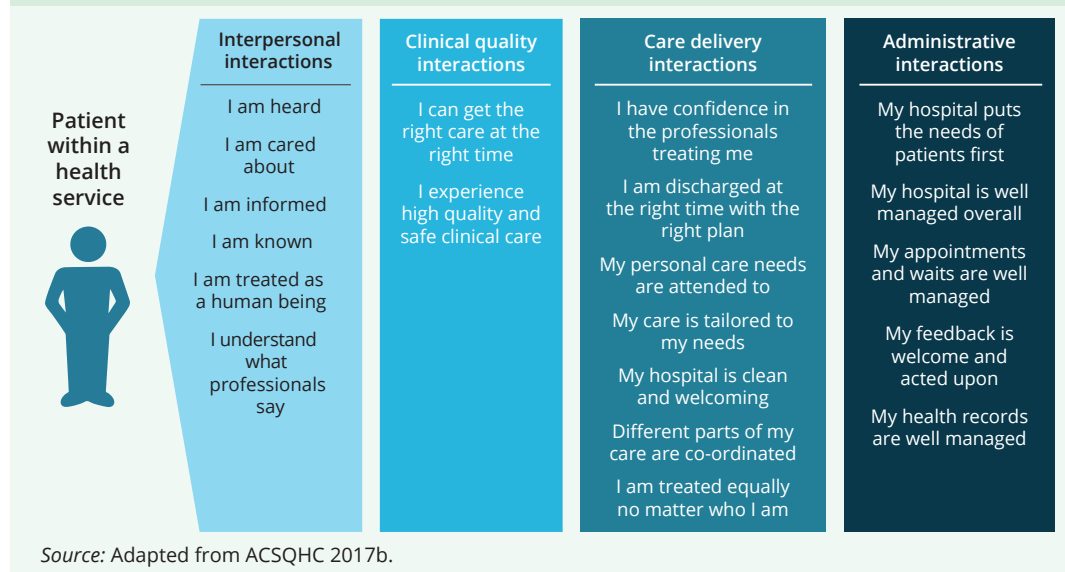 Patient
within a
health
service
Interpersonal
interactions
I am heard
I am cared
about
I am informed
I am known
I am treated as
a human being
I understand
what
professionals
say
Clinical quality
interactions
I can get the
right care at the
right time
I experience
high quality and
safe clinical care
Care delivery
interactions
I have confidence in
the professionals
treating me
I am discharged at
the right time with the
right plan
My personal care needs
are attended to
My care is tailored to
my needs
My hospital is clean
and welcoming
Different parts of my
care are co-ordinated
I am treated equally
no matter who I am
Administrative
interactions
My hospital puts
the needs of
patients first
My hospital is well
managed overall
My appointments
and waits are well
managed
My feedback is
welcome and
acted upon
My health records
are well managed
Source: Adapted from ACSQHC 2017b.